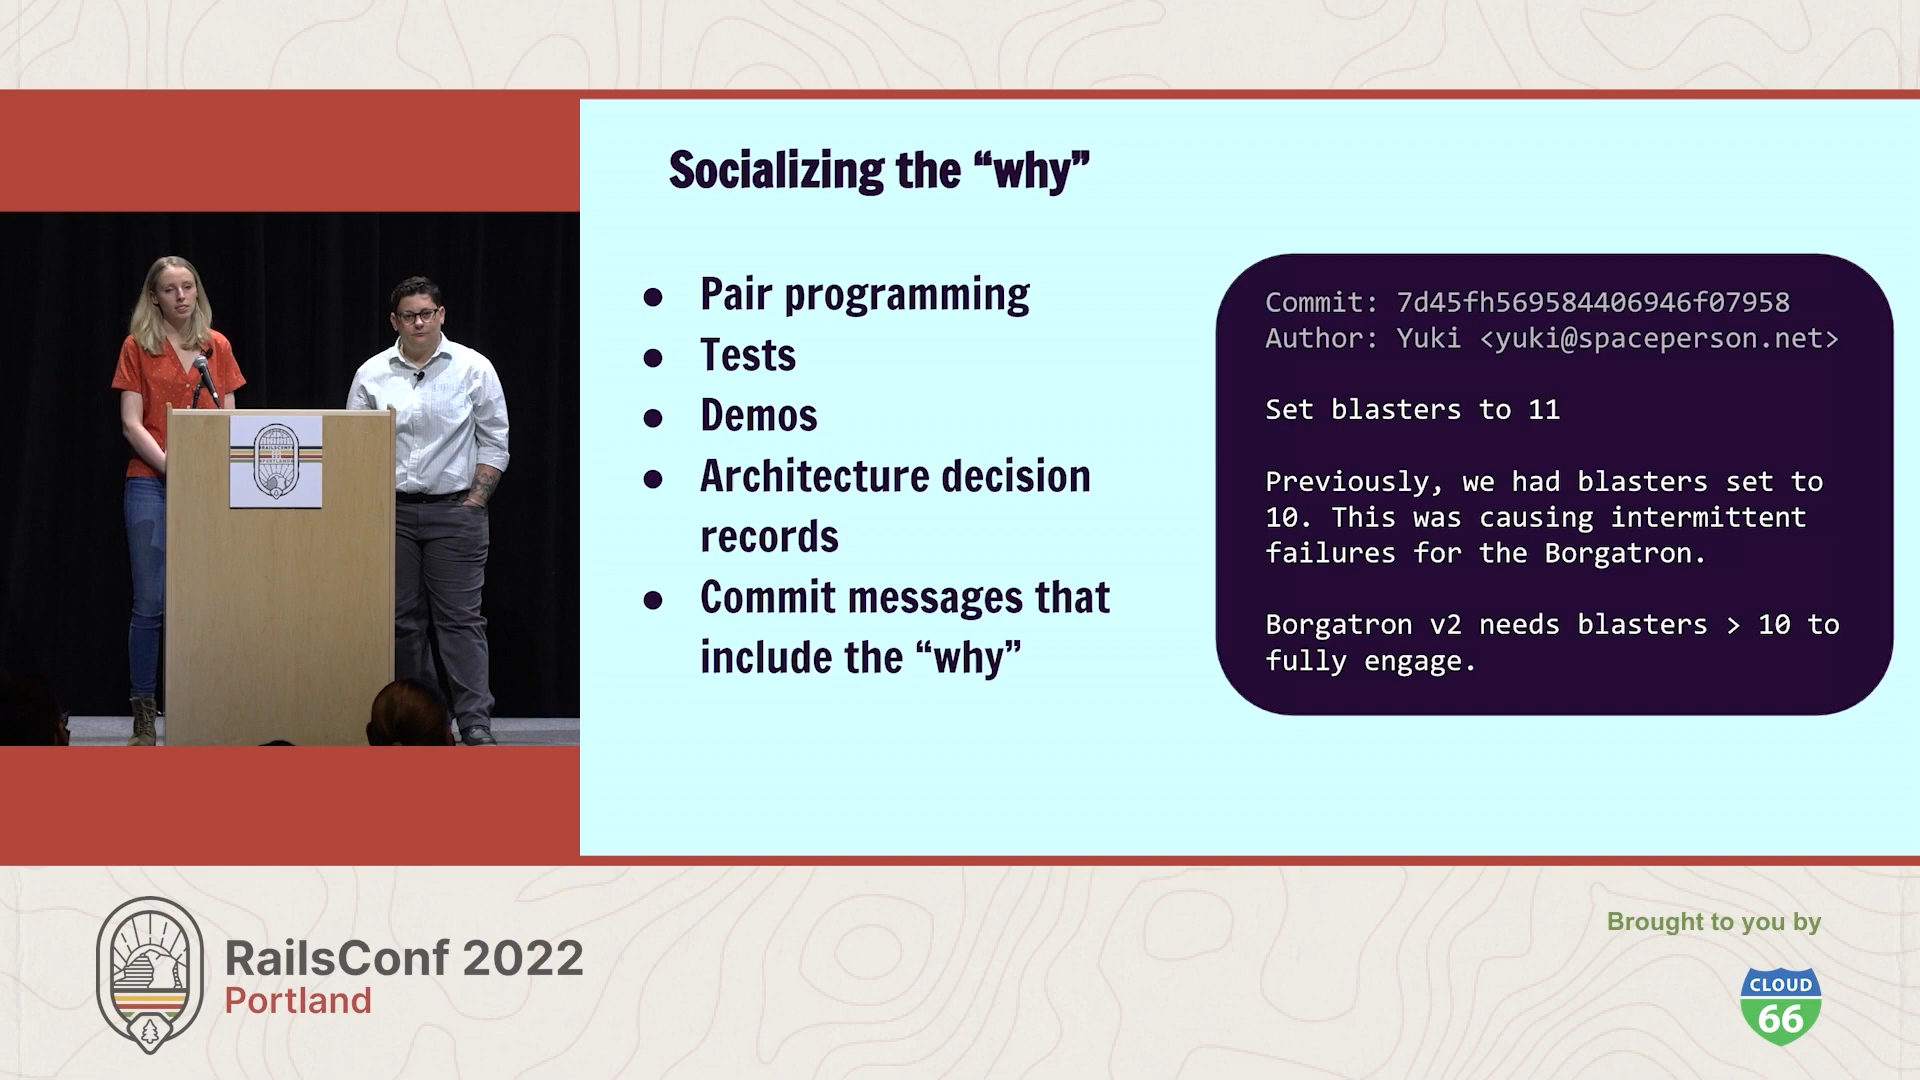 Socializing the “why”
● Pair programming
● Tests
● Demos
● Architecture decision
records
● Commit messages that
include the “why”
Commit: 7d45fh569584406946f07958
Author: Yuki <yuki@spaceperson.net>
Set blasters to 11
Previously, we had blasters set to
10. This was causing intermittent
failures for the Borgatron.
Borgatron v2 needs blasters > 10 to
fully engage.
RailsConf 2022
Portland
Brought to you by
CLOUD
66